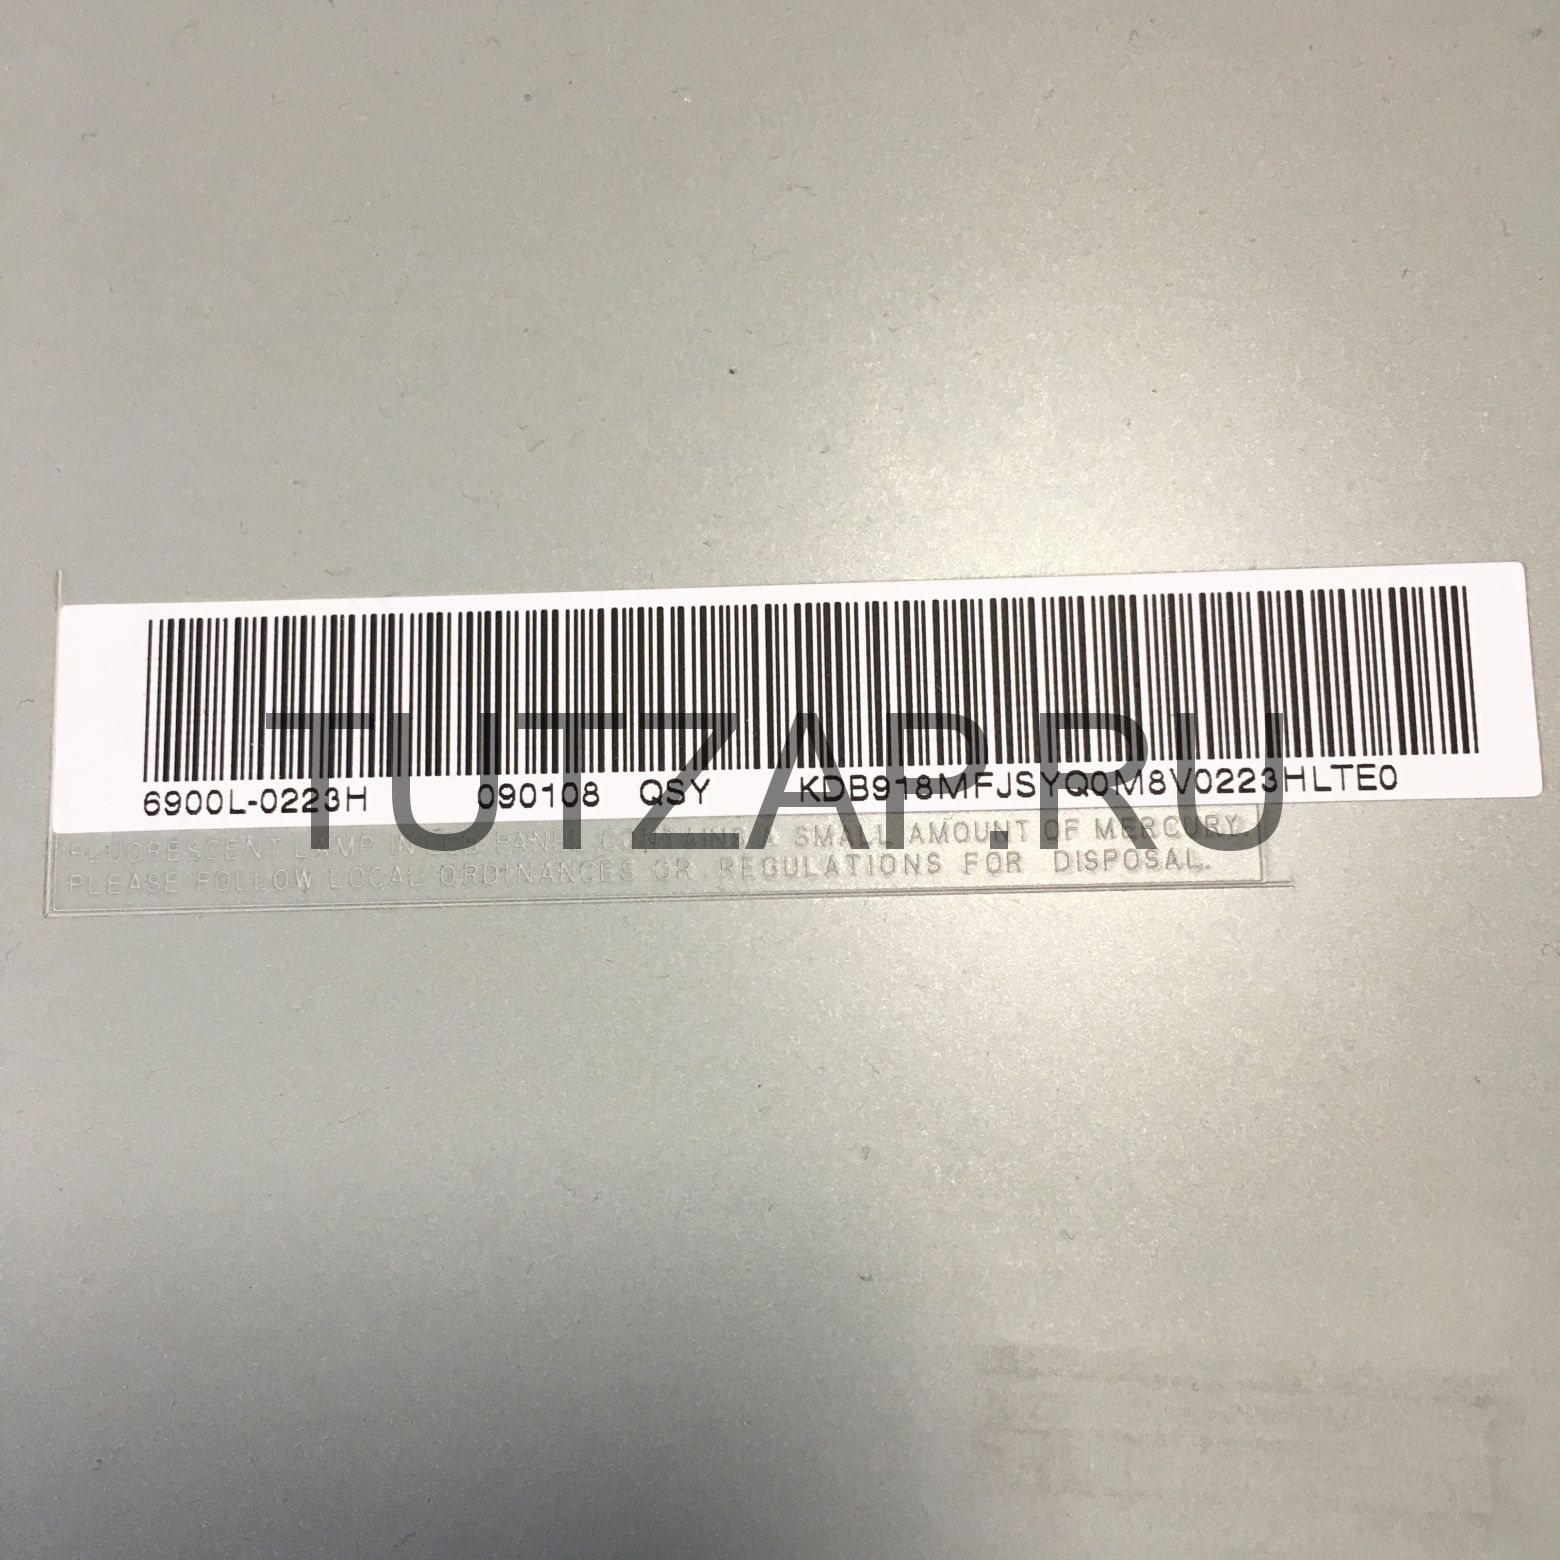 6900L-0223H 090108 QSY KDB918MFJSYQ0M8V0223HLTE0
TUTZAP.RU
FLUORESCENT LAMP IN LCD PANEL CONTAINS A SMALL AMOUNT OF MERCURY
PLEASE FOLLOW LOCAL ORDINANCES OR REGULATIONS FOR DISPOSAL.